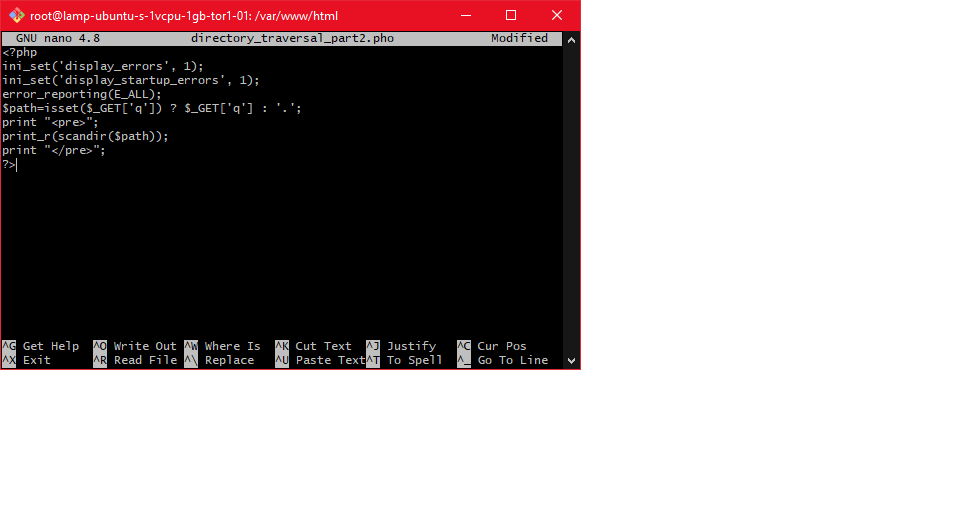 root@lamp-ubuntu-s-1vcpu-1gb-tor1-01: /var/www/html
GNU nano 4.8 directory_traversal_part2.pho Modified
<?php
ini_set('display_errors', 1);
ini_set('display_startup_errors', 1);
error_reporting(E_ALL);
$path=isset($_GET['q']) ? $_GET['q'] : '.';
print "<pre>";
print_r(scandir($path));
print "</pre>";
?>
^G Get Help ^O Write Out ^W Where Is ^K Cut Text ^J Justify ^C Cur Pos
^X Exit ^R Read File ^\ Replace ^U Paste Text ^T To Spell ^_ Go To Line